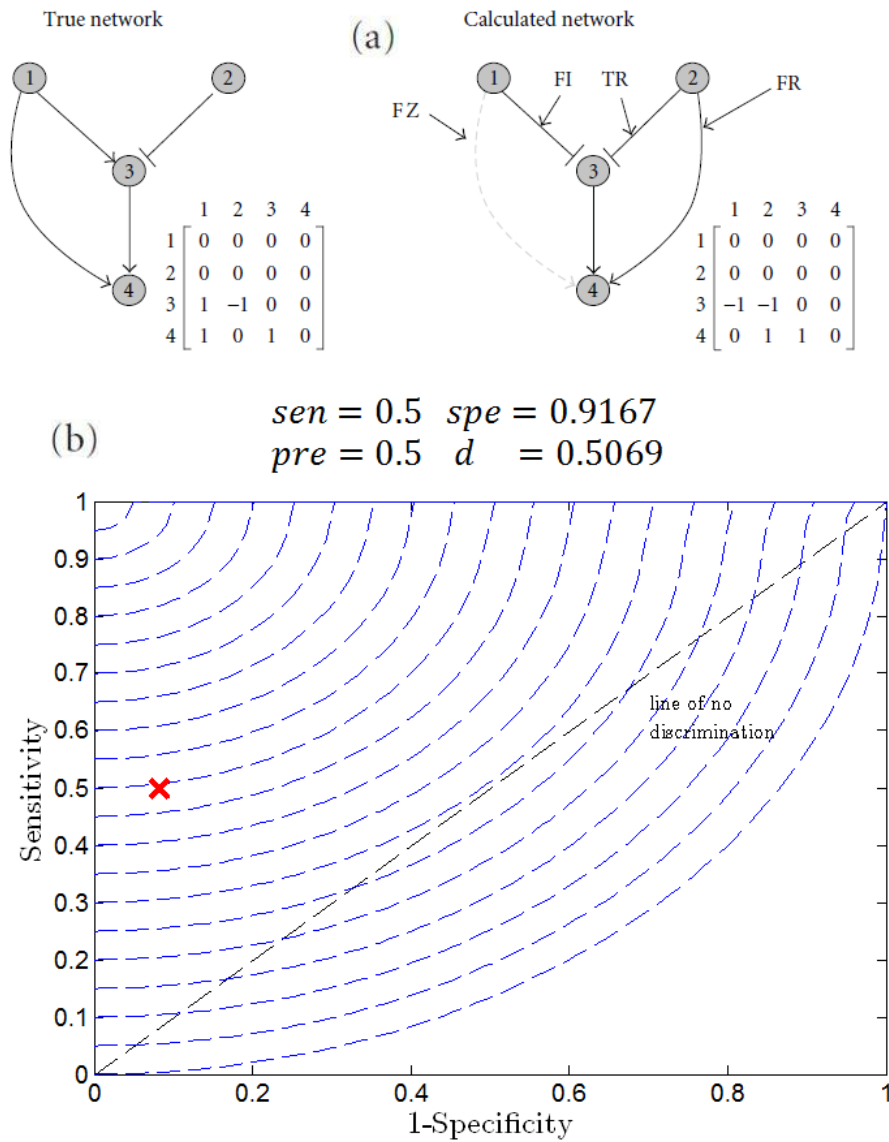 True network
(a)
Calculated network
1
2
3
4
1 2 3 4
1 0 0 0 0
2 0 0 0 0
3 1 −1 0 0
4 1 0 1 0
FZ
1
FI
TR
2
FR
3
4
1 2 3 4
1 0 0 0 0
2 0 0 0 0
3 −1 −1 0 0
4 0 1 1 0
(b)
sen = 0.5 spe = 0.9167
pre = 0.5 d = 0.5069
Sensitivity
1
0.9
0.8
0.7
0.6
0.5
0.4
0.3
0.2
0.1
0
line of no
discrimination
0 0.2 0.4 0.6 0.8 1
1-Specificity